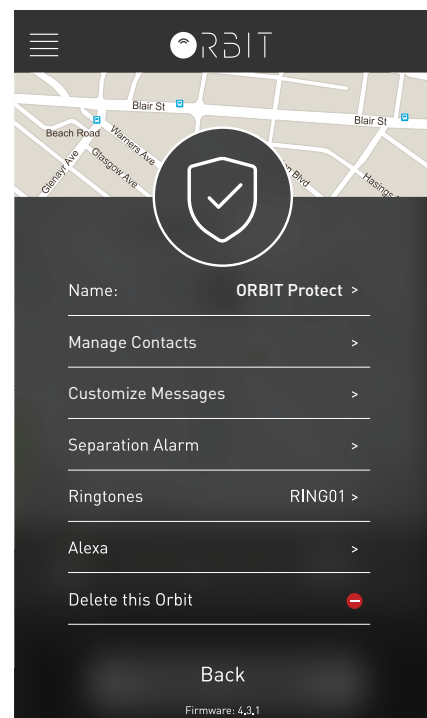 ORBIT
Blair St
Blair St
Beach Road
Warners Ave
Glasgow Ave
Glenayr Ave
Blvd
Name: ORBIT Protect >
Manage Contacts >
Customize Messages >
Separation Alarm >
Ringtones RING01 >
Alexa >
Delete this Orbit
Back
Firmware: 4.3.1